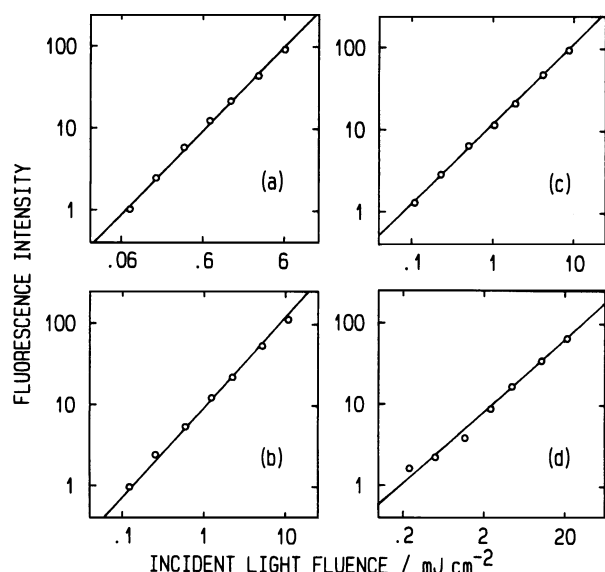 FLUORESCENCE INTENSITY
100
10
1
.06 .6 6
(a)
100
10
1
.1 1 10
(c)
100
10
1
.1 1 10
(b)
100
10
1
.2 2 20
(d)
INCIDENT LIGHT FLUENCE / mJ cm⁻²